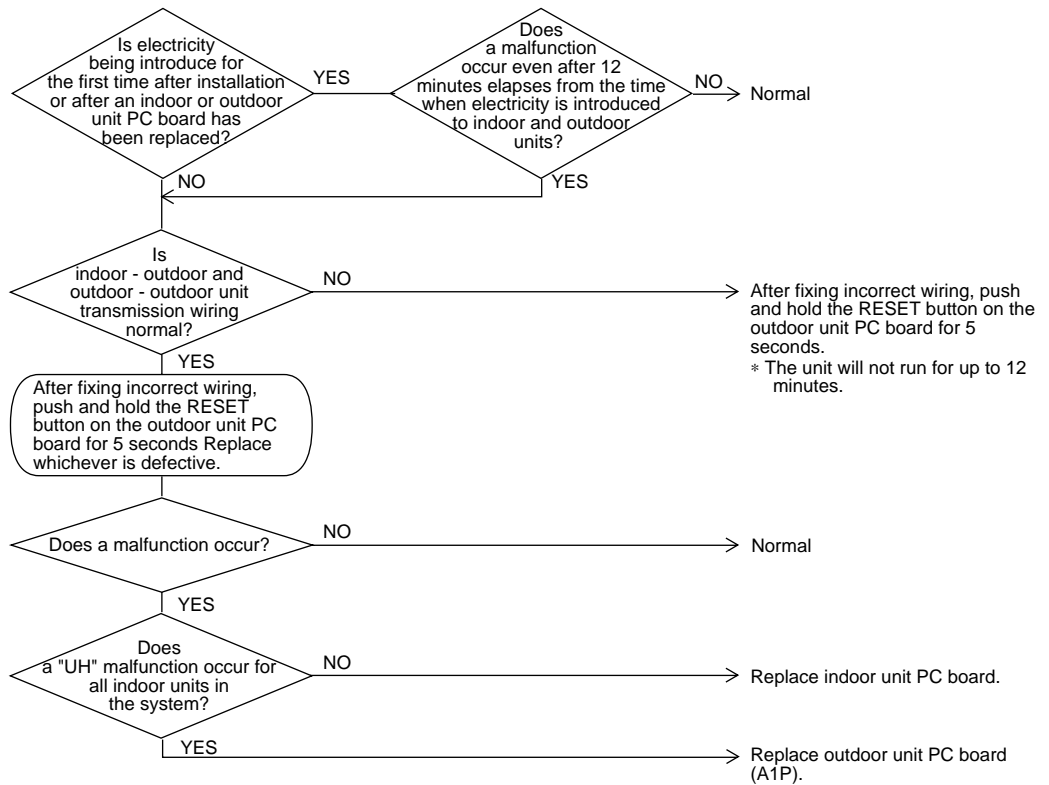 Is electricity
being introduce for
the first time after installation
or after an indoor or outdoor
unit PC board has
been replaced?
YES
Does
a malfunction
occur even after 12
minutes elapses from the time
when electricity is introduced
to indoor and outdoor
units?
NO
Normal
NO
YES
Is
indoor - outdoor and
outdoor - outdoor unit
transmission wiring
normal?
NO
After fixing incorrect wiring, push
and hold the RESET button on the
outdoor unit PC board for 5
seconds.
* The unit will not run for up to 12
minutes.
YES
After fixing incorrect wiring,
push and hold the RESET
button on the outdoor unit PC
board for 5 seconds Replace
whichever is defective.
Does a malfunction occur?
NO
Normal
YES
Does
a "UH" malfunction occur for
all indoor units in
the system?
NO
Replace indoor unit PC board.
YES
Replace outdoor unit PC board
(A1P).